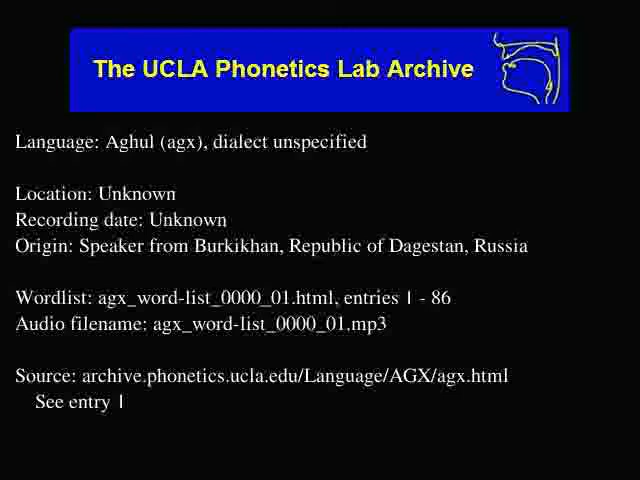 The UCLA Phonetics Lab Archive
Language: Aghul (agx), dialect unspecified
Location: Unknown
Recording date: Unknown
Origin: Speaker from Burkikhan, Republic of Dagestan, Russia
Wordlist: agx_word-list_0000_01.html, entries 1 - 86
Audio filename: agx_word-list_0000_01.mp3
Source: archive.phonetics.ucla.edu/Language/AGX/agx.html
See entry 1